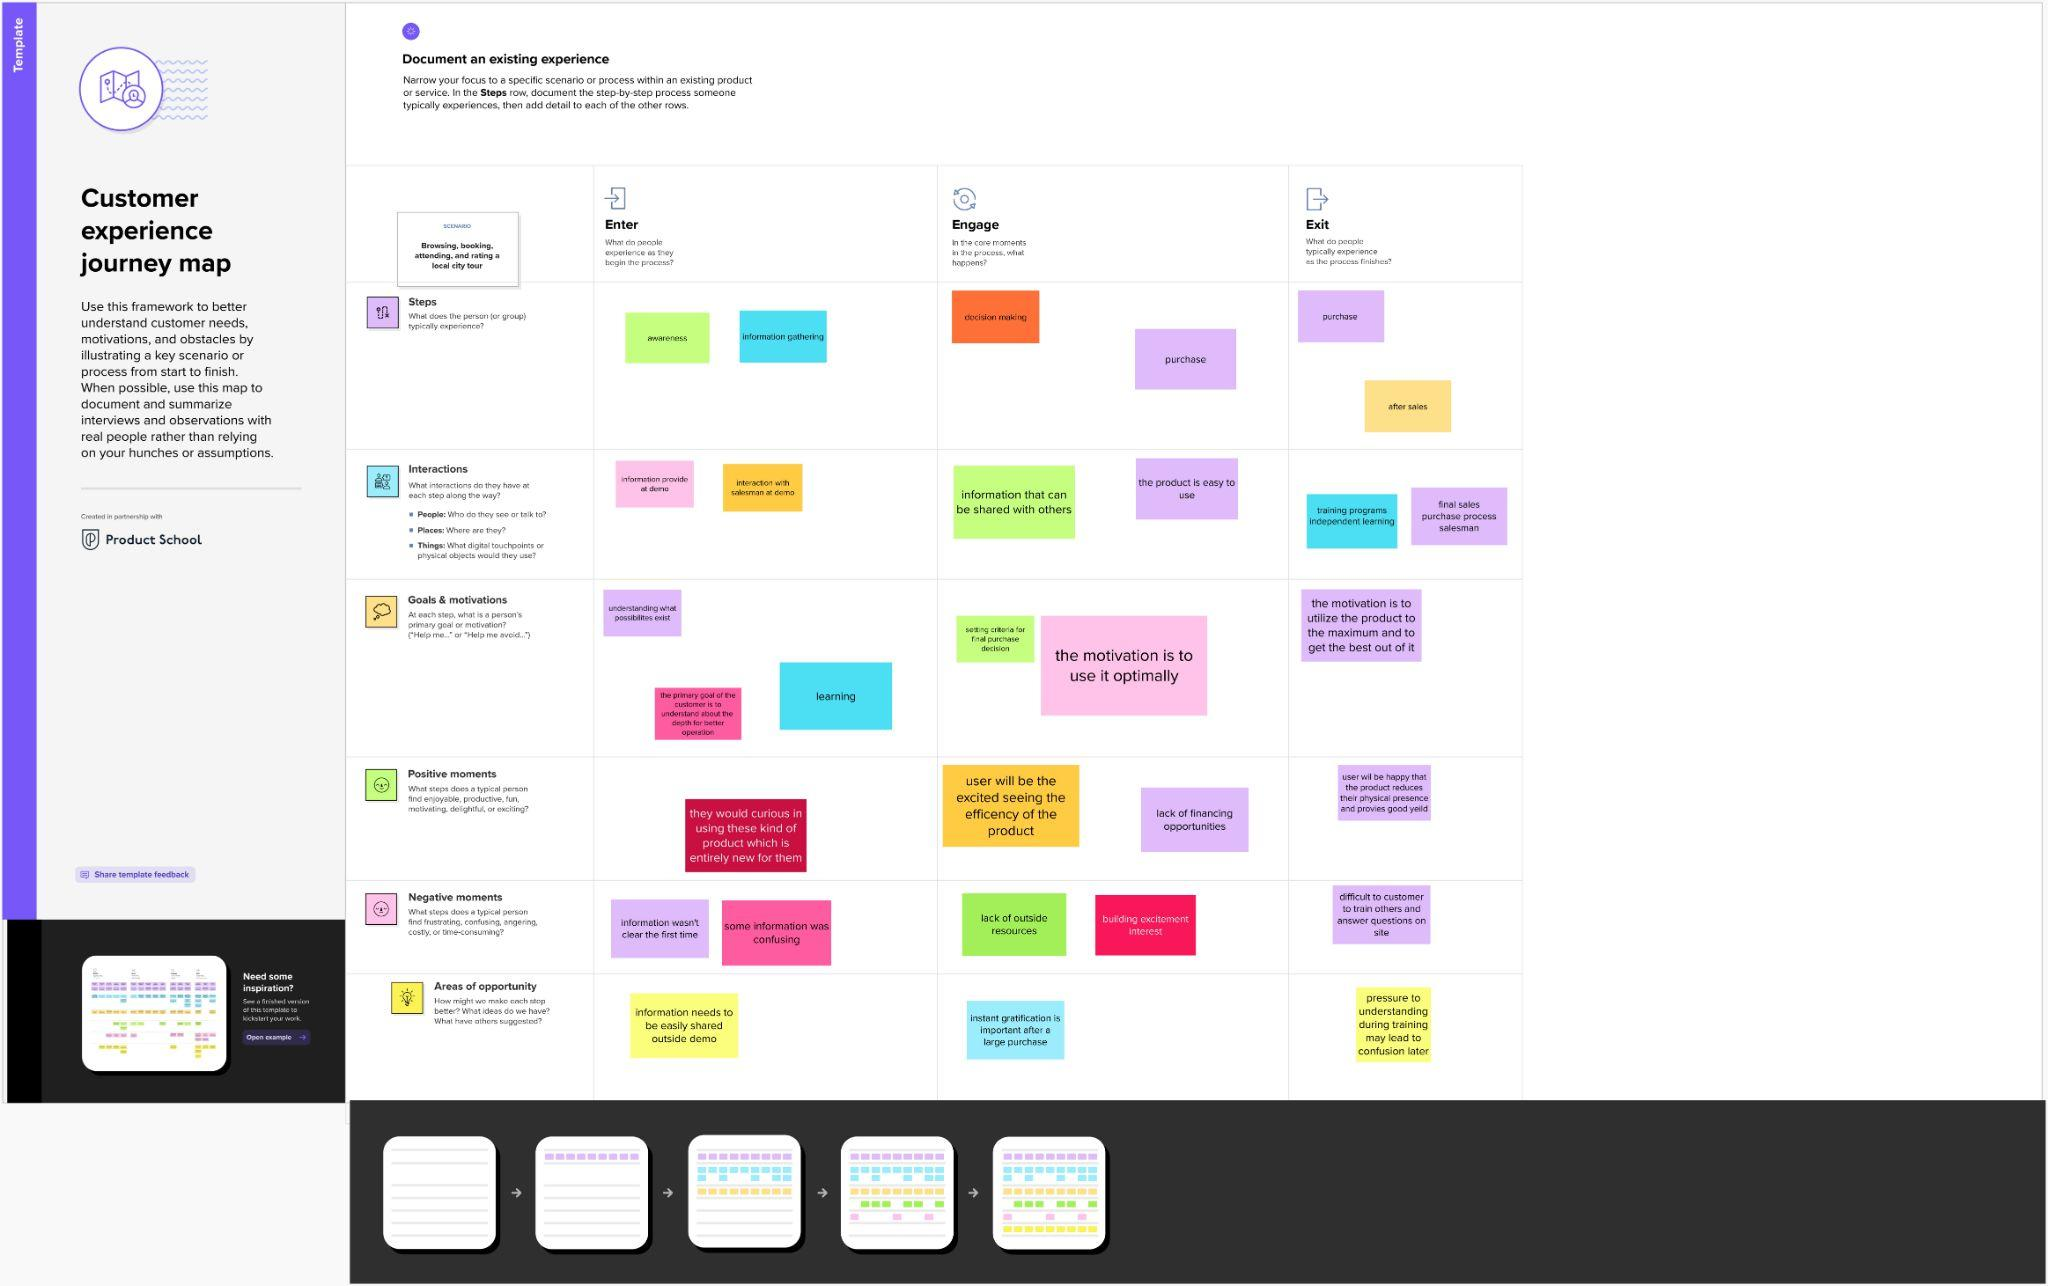 Template
Customer
experience
journey map
Use this framework to better
understand customer needs,
motivations, and obstacles by
illustrating a key scenario or
process from start to finish.
When possible, use this map to
document and summarize
interviews and observations with
real people rather than relying
on your hunches or assumptions.
Created in partnership with
Product School
Share template feedback
Need some
inspiration?
See a finished version
of this template to
kickstart your work.
Open example
Document an existing experience
Narrow your focus to a specific scenario or process within an existing product
or service. In the Steps row, document the step-by-step process someone
typically experiences, then add detail to each of the other rows.
SCENARIO
Browsing, booking,
attending, and rating a
local city tour
Enter
What do people
experience as they
begin the process?
Engage
In the core moments
in the process, what
happens?
Exit
What do people
typically experience
as the process finishes?
Steps
What does the person (or group)
typically experience?
awareness
information gathering
decision making
purchase
purchase
after sales
Interactions
What interactions do they have at
each step along the way?
People: Who do they see or talk to?
Places: Where are they?
Things: What digital touchpoints or
physical objects would they use?
information provide
at demo
interaction with
salesman at demo
information that can
be shared with others
the product is easy to
use
training programs
independent learning
final sales
purchase process
salesman
Goals & motivations
At each step, what is a person's
primary goal or motivation?
("Help me..." or "Help me avoid...")
understanding what
possibilites exist
the primary goal of the
customer is to
understand about the
depth for better
operation
learning
setting criteria for
final purchase
decision
the motivation is to
use it optimally
the motivation is to
utilize the product to
the maximum and to
get the best out of it
Positive moments
What steps does a typical person
find enjoyable, productive, fun,
motivating, delightful, or exciting?
they would curious in
using these kind of
product which is
entirely new for them
user will be the
excited seeing the
efficency of the
product
lack of financing
opportunities
user wil be happy that
the product reduces
their physical presence
and provies good yeild
Negative moments
What steps does a typical person
find frustrating, confusing, angering,
costly, or time-consuming?
information wasn't
clear the first time
some information was
confusing
lack of outside
resources
building excitement
interest
difficult to customer
to train others and
answer questions on
site
Areas of opportunity
How might we make each step
better? What ideas do we have?
What have others suggested?
information needs to
be easily shared
outside demo
instant gratification is
important after a
large purchase
pressure to
understanding
during training
may lead to
confusion later